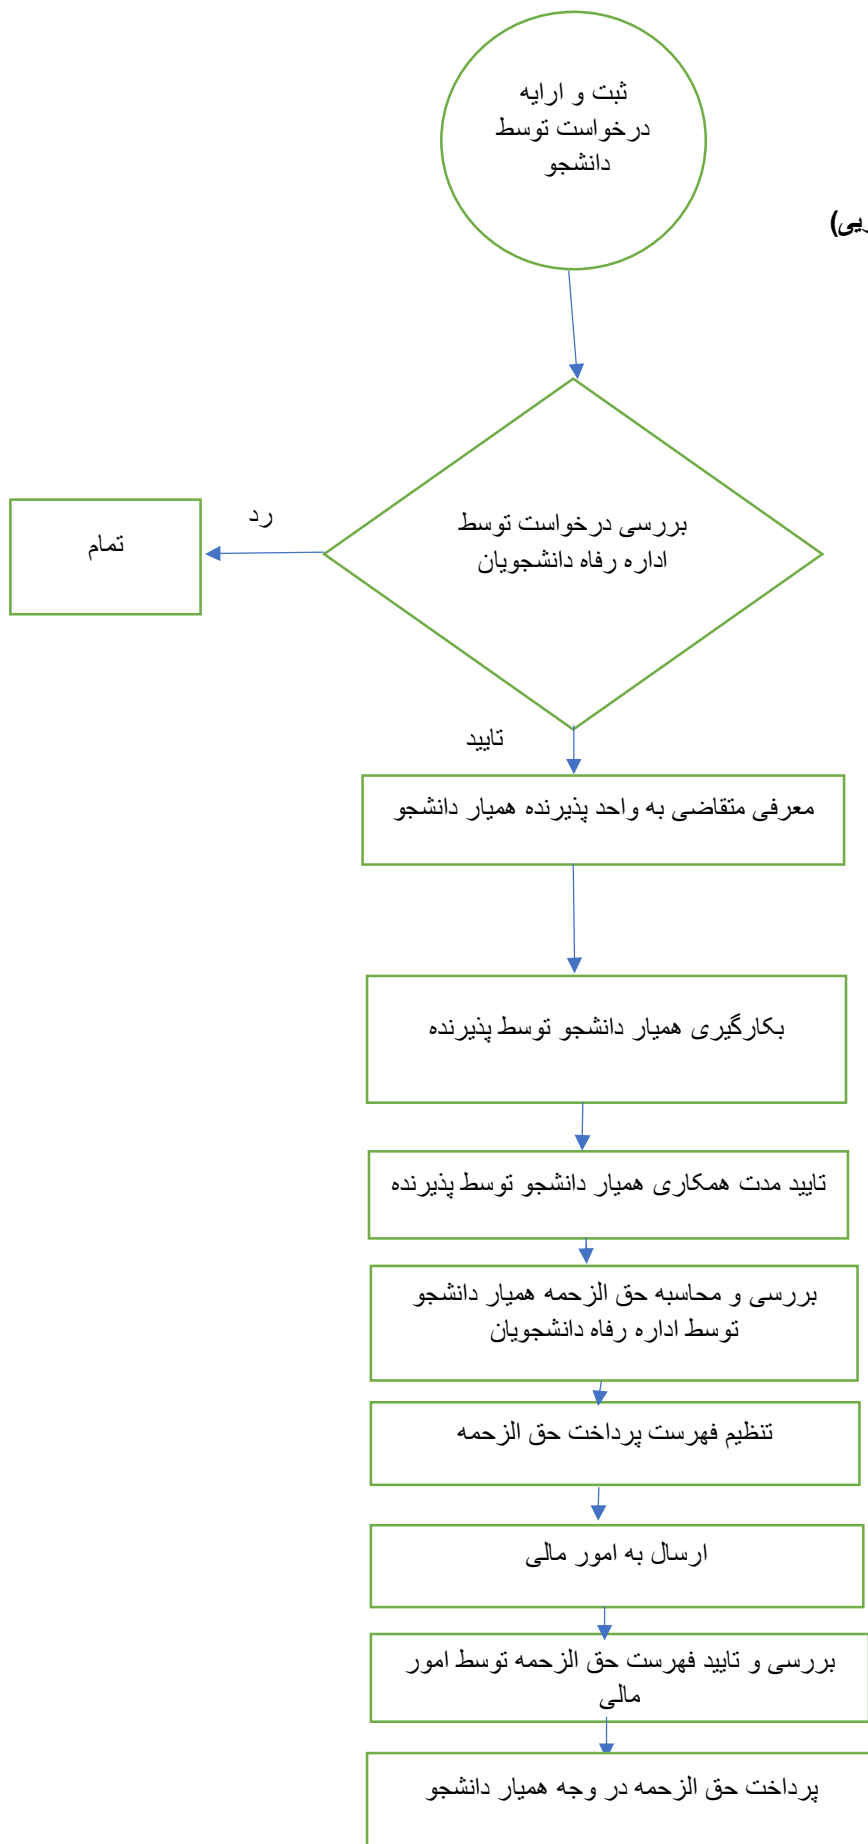 ثبت و ارایه
درخواست توسط
دانشجو
بررسی درخواست توسط
اداره رفاه دانشجویان
رد
تمام
تایید
معرفی متقاضی به واحد پذیرنده همیار دانشجو
بکارگیری همیار دانشجو توسط پذیرنده
تایید مدت همکاری همیار دانشجو توسط پذیرنده
بررسی و محاسبه حق الزحمه همیار دانشجو
توسط اداره رفاه دانشجویان
تنظیم فهرست پرداخت حق الزحمه
ارسال به امور مالی
بررسی و تایید فهرست حق الزحمه توسط امور
مالی
پرداخت حق الزحمه در وجه همیار دانشجو